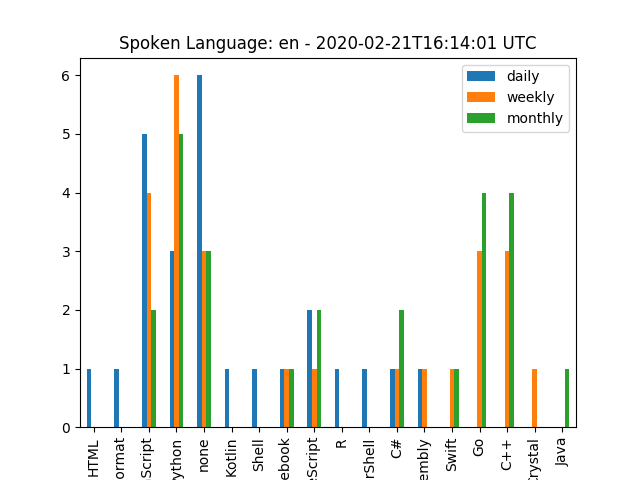 Spoken Language: en - 2020-02-21T16:14:01 UTC
daily
weekly
monthly
6
5
4
3
2
1
0
HTML
ormat
Script
ython
none
Kotlin
Shell
ebook
eScript
R
rShell
C#
embly
Swift
Go
C++
Crystal
Java